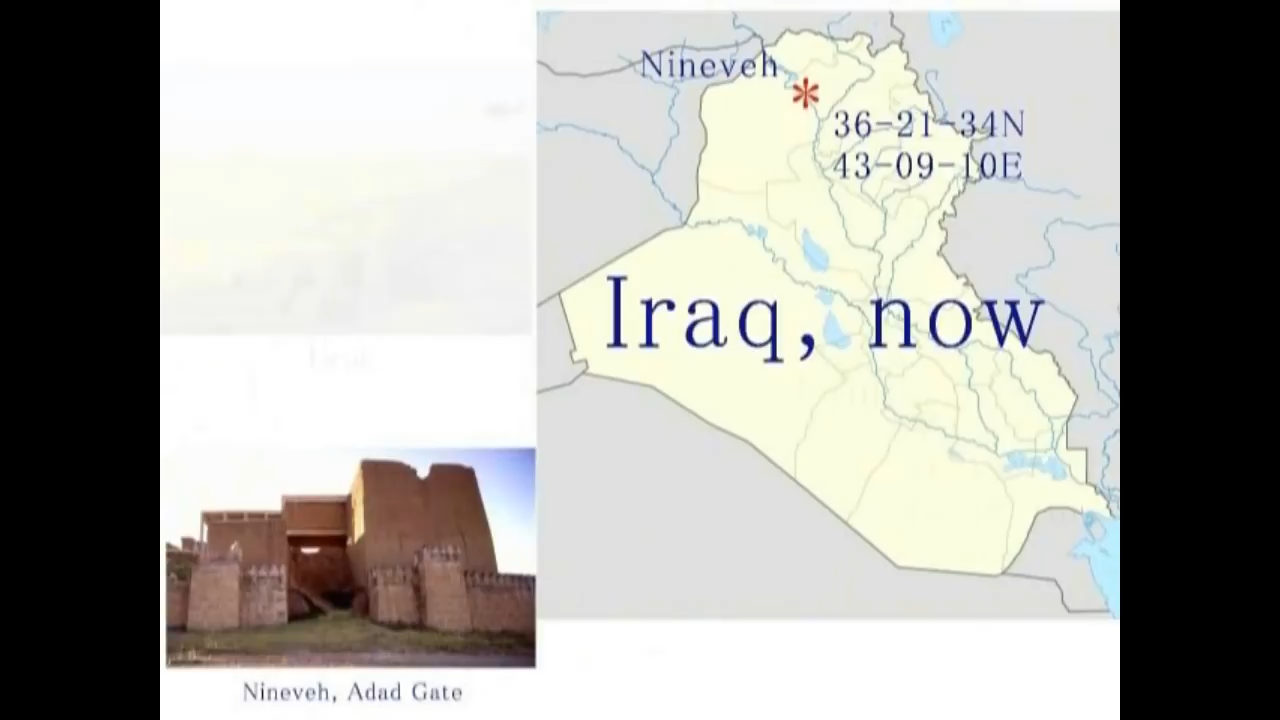 Nineveh
36-21-34N
43-09-10E
Iraq, now
Nineveh, Adad Gate